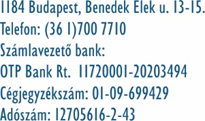 1184 Budapest, Benedek Elek u. 13-15.
Telefon: (36 1)700 7710
Számlavezető bank:
OTP Bank Rt. 11720001-20203494
Cégjegyzékszám: 01-09-699429
Adószám: 12705616-2-43